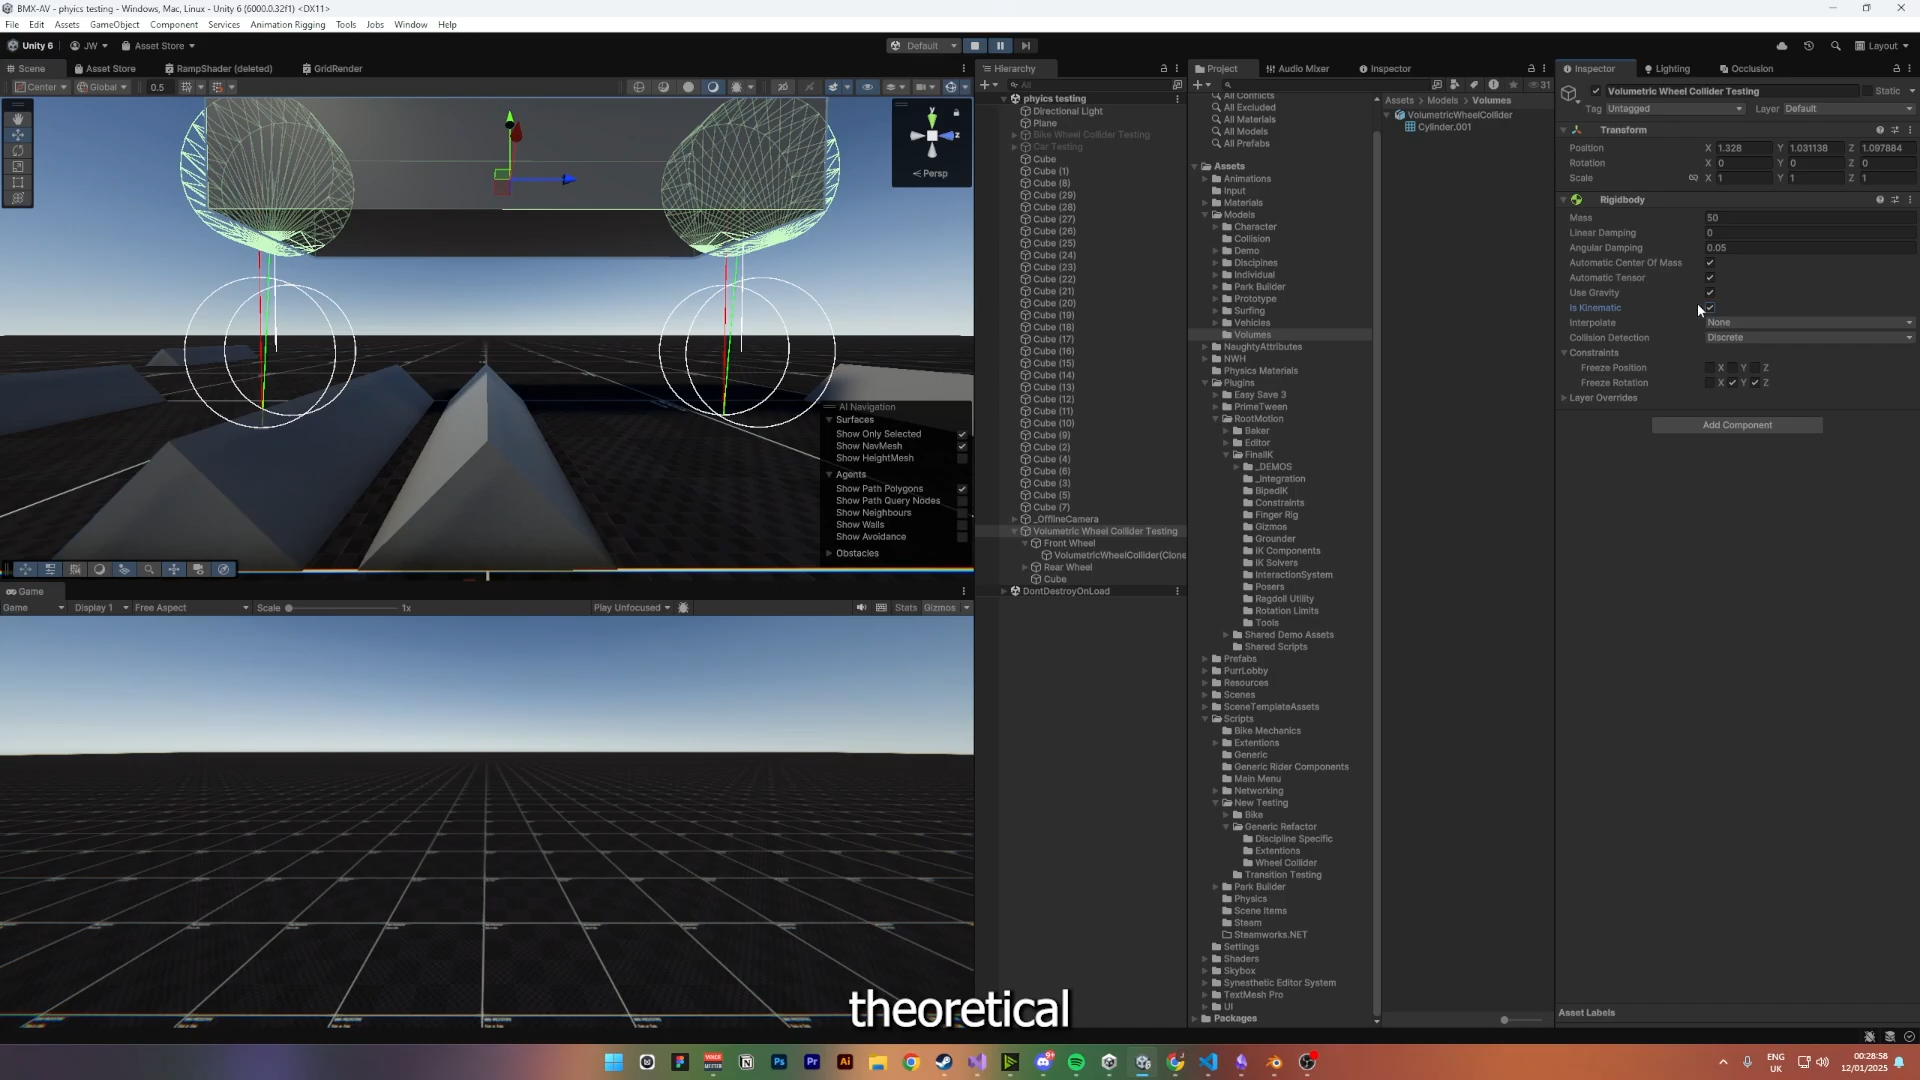 BMX-AV - phyics testing - Windows, Mac, Linux - Unity 6 (6000.0.32f1) <DX11>
File Edit Assets GameObject Component Services Animation Rigging Tools Jobs Window Help
Unity 6 JW Asset Store Default Layout
Scene Asset Store RampShader (deleted) GridRender
Center Global 0.5
Y
Z
Persp
AI Navigation
Surfaces
Show Only Selected
Show NavMesh
Show HeightMesh
Agents
Show Path Polygons
Show Path Query Nodes
Show Neighbours
Show Walls
Show Avoidance
Obstacles
Game
Game Display 1 Free Aspect Scale 1x Play Unfocused Stats Gizmos
Hierarchy
All
phyics testing
Directional Light
Plane
Bike Wheel Collider Testing
Car Testing
Cube
Cube (1)
Cube (8)
Cube (29)
Cube (28)
Cube (27)
Cube (26)
Cube (25)
Cube (24)
Cube (23)
Cube (22)
Cube (21)
Cube (20)
Cube (19)
Cube (18)
Cube (17)
Cube (16)
Cube (15)
Cube (14)
Cube (13)
Cube (12)
Cube (11)
Cube (10)
Cube (9)
Cube (2)
Cube (4)
Cube (6)
Cube (3)
Cube (5)
Cube (7)
_OfflineCamera
Volumetric Wheel Collider Testing
Front Wheel
VolumetricWheelCollider(Clone
Rear Wheel
Cube
DontDestroyOnLoad
Project Audio Mixer Inspector
31
All Conflicts
All Excluded
All Materials
All Models
All Prefabs
Assets
Animations
Input
Materials
Models
Character
Collision
Demo
Discipines
Individual
Park Builder
Prototype
Surfing
Vehicles
Volumes
NaughtyAttributes
NWH
Physics Materials
Plugins
Easy Save 3
PrimeTween
RootMotion
Baker
Editor
FinalIK
_DEMOS
_Integration
BipedIK
Constraints
Finger Rig
Gizmos
Grounder
IK Components
IK Solvers
InteractionSystem
Posers
Ragdoll Utility
Rotation Limits
Tools
Shared Demo Assets
Shared Scripts
Prefabs
PurrLobby
Resources
Scenes
SceneTemplateAssets
Scripts
Bike Mechanics
Extentions
Generic
Generic Rider Components
Main Menu
Networking
New Testing
Bike
Generic Refactor
Discipline Specific
Extentions
Wheel Collider
Transition Testing
Park Builder
Physics
Scene Items
Steam
Steamworks.NET
Settings
Shaders
Skybox
Synesthetic Editor System
TextMesh Pro
UI
Packages
Assets Models Volumes
VolumetricWheelCollider
Cylinder.001
Inspector Lighting Occlusion
Volumetric Wheel Collider Testing Static
Tag Untagged Layer Default
Transform
Position X 1.328 Y 1.031138 Z 1.097884
Rotation X 0 Y 0 Z 0
Scale X 1 Y 1 Z 1
Rigidbody
Mass 50
Linear Damping 0
Angular Damping 0.05
Automatic Center Of Mass
Automatic Tensor
Use Gravity
Is Kinematic
Interpolate None
Collision Detection Discrete
Constraints
Freeze Position X Y Z
Freeze Rotation X Y Z
Layer Overrides
Add Component
Asset Labels
theoretical
ENG
UK
00:28:58
12/01/2025